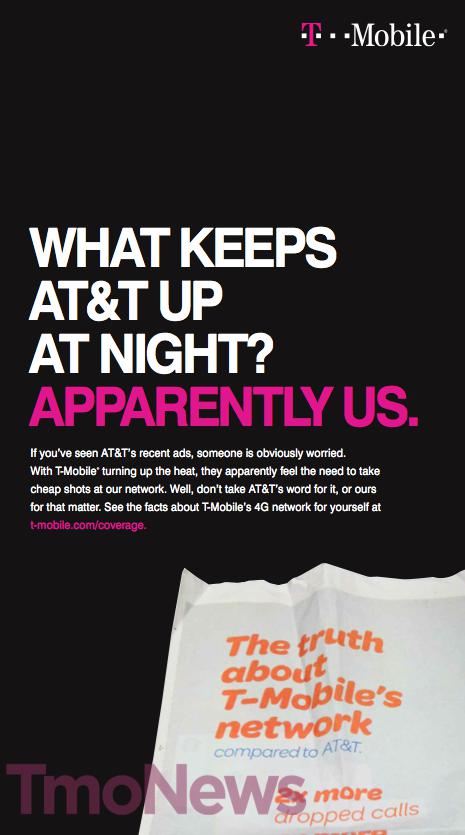 T··Mobile·®
WHAT KEEPS
AT&T UP
AT NIGHT?
APPARENTLY US.
If you've seen AT&T's recent ads, someone is obviously worried.
With T-Mobile® turning up the heat, they apparently feel the need to take
cheap shots at our network. Well, don't take AT&T's word for it, or ours
for that matter. See the facts about T-Mobile's 4G network for yourself at
t-mobile.com/coverage.
The truth
about
T-Mobile's
network
compared to AT&T.
2x more
dropped calls
more
TmoNews